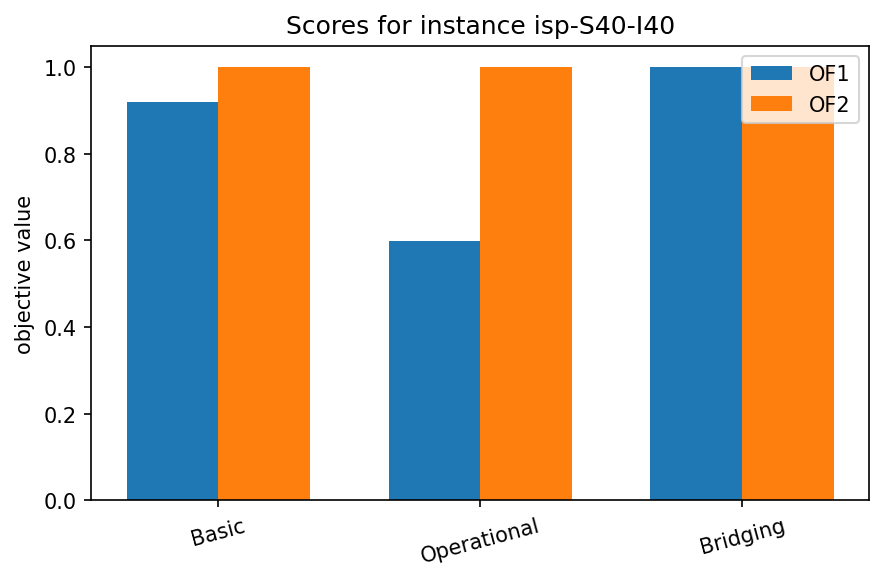 Scores for instance isp-S40-I40
OF1
OF2
objective value
1.0
0.8
0.6
0.4
0.2
0.0
Basic
Operational
Bridging